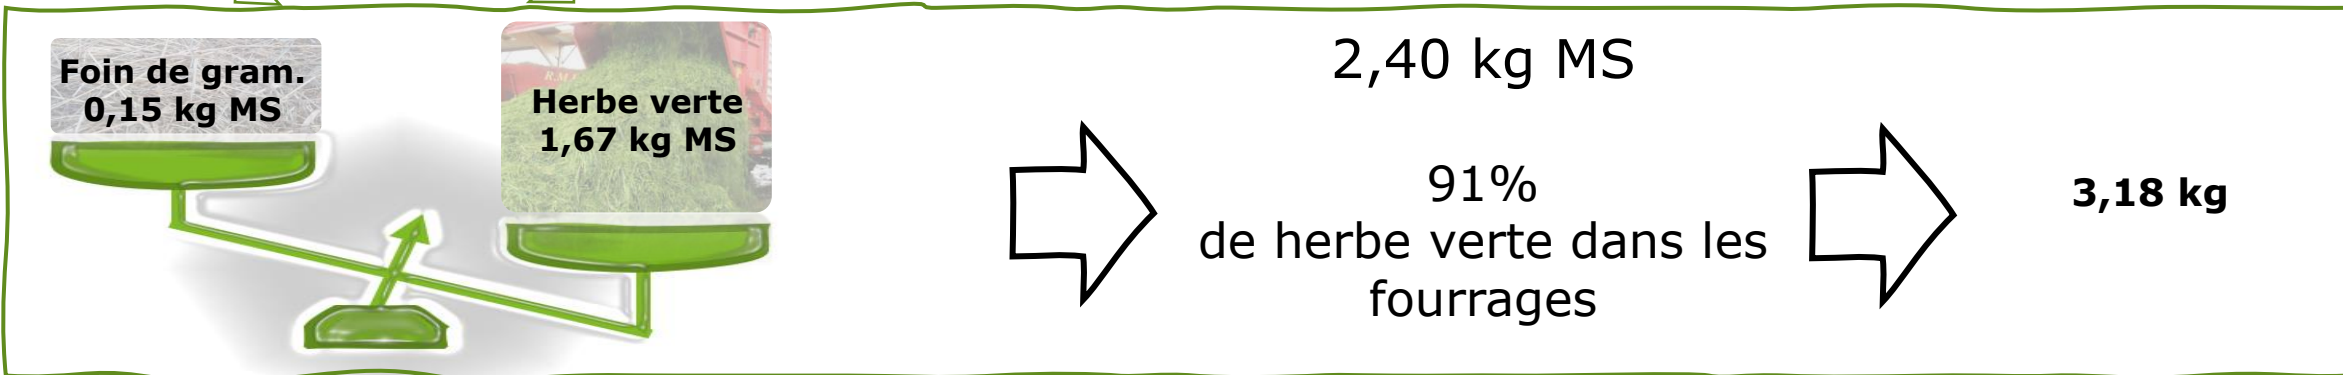 Foin de gram.
0,15 kg MS
Herbe verte
1,67 kg MS
2,40 kg MS
91%
de herbe verte dans les
fourrages
3,18 kg